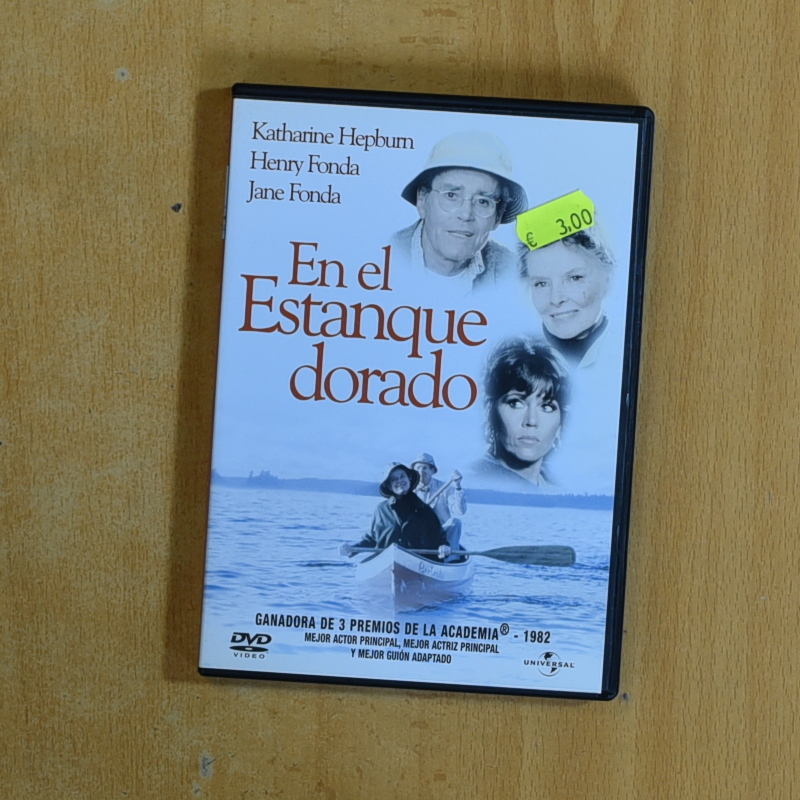 Katharine Hepburn
Henry Fonda
Jane Fonda
€ 3,00
En el
Estanque
dorado
GANADORA DE 3 PREMIOS DE LA ACADEMIA® - 1982
MEJOR ACTOR PRINCIPAL, MEJOR ACTRIZ PRINCIPAL
Y MEJOR GUIÓN ADAPTADO
DVD
VIDEO
UNIVERSAL